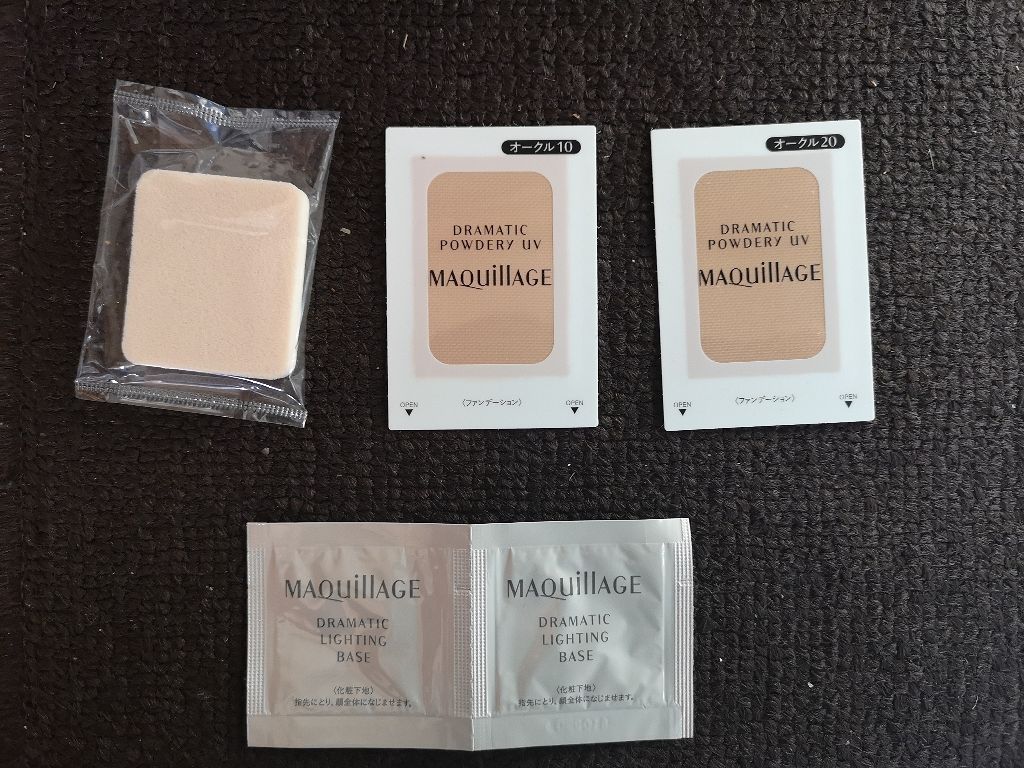 オークル10
DRAMATIC
POWDERY UV
MAQuillAGE
OPEN
〈ファンデーション〉
OPEN
オークル20
DRAMATIC
POWDERY UV
MAQuillAGE
OPEN
〈ファンデーション〉
OPEN
MAQuillAGE
DRAMATIC
LIGHTING
BASE
〈化粧下地〉
指先にとり、顔全体になじませます。
MAQuillAGE
DRAMATIC
LIGHTING
BASE
〈化粧下地〉
指先にとり、顔全体になじませます。